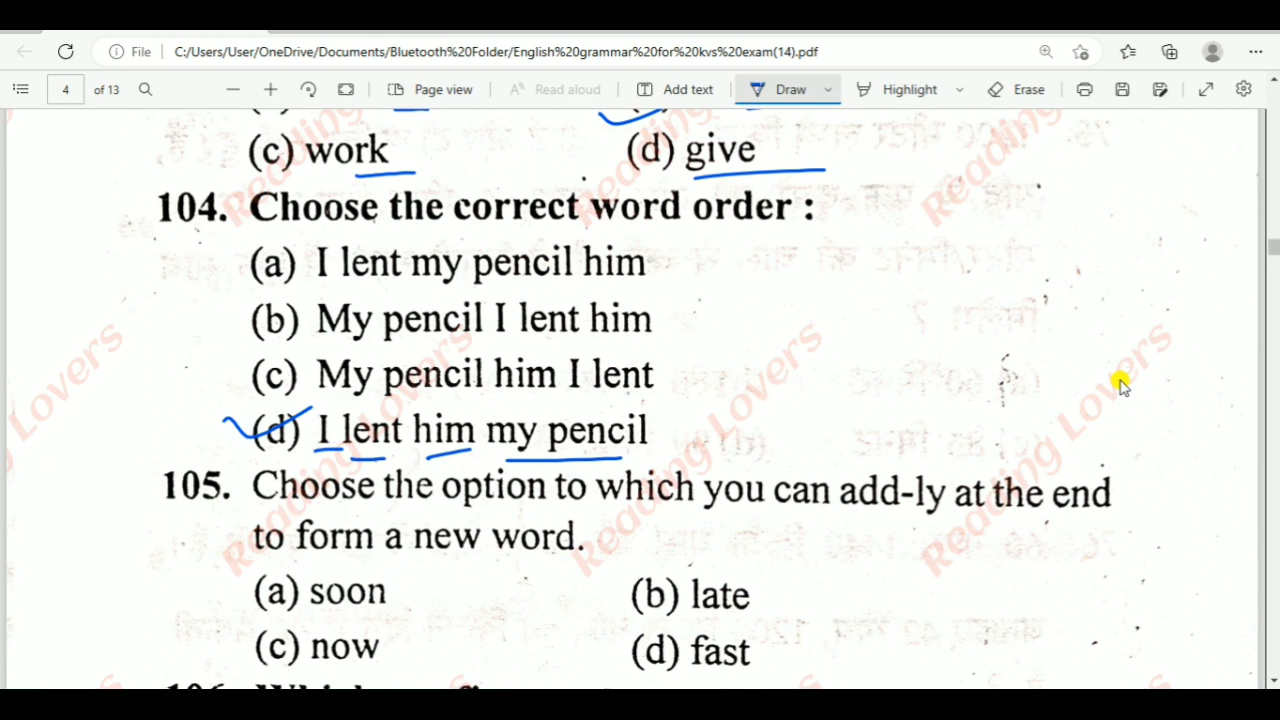 File C:/Users/User/OneDrive/Documents/Bluetooth%20Folder/English%20grammar%20for%20kvs%20exam(14).pdf
4 of 13 Page view Read aloud Add text Draw Highlight Erase
(c) work (d) give
104. Choose the correct word order :
(a) I lent my pencil him
(b) My pencil I lent him
(c) My pencil him I lent
(d) I lent him my pencil
105. Choose the option to which you can add-ly at the end
to form a new word.
(a) soon (b) late
(c) now (d) fast
Reading Lovers